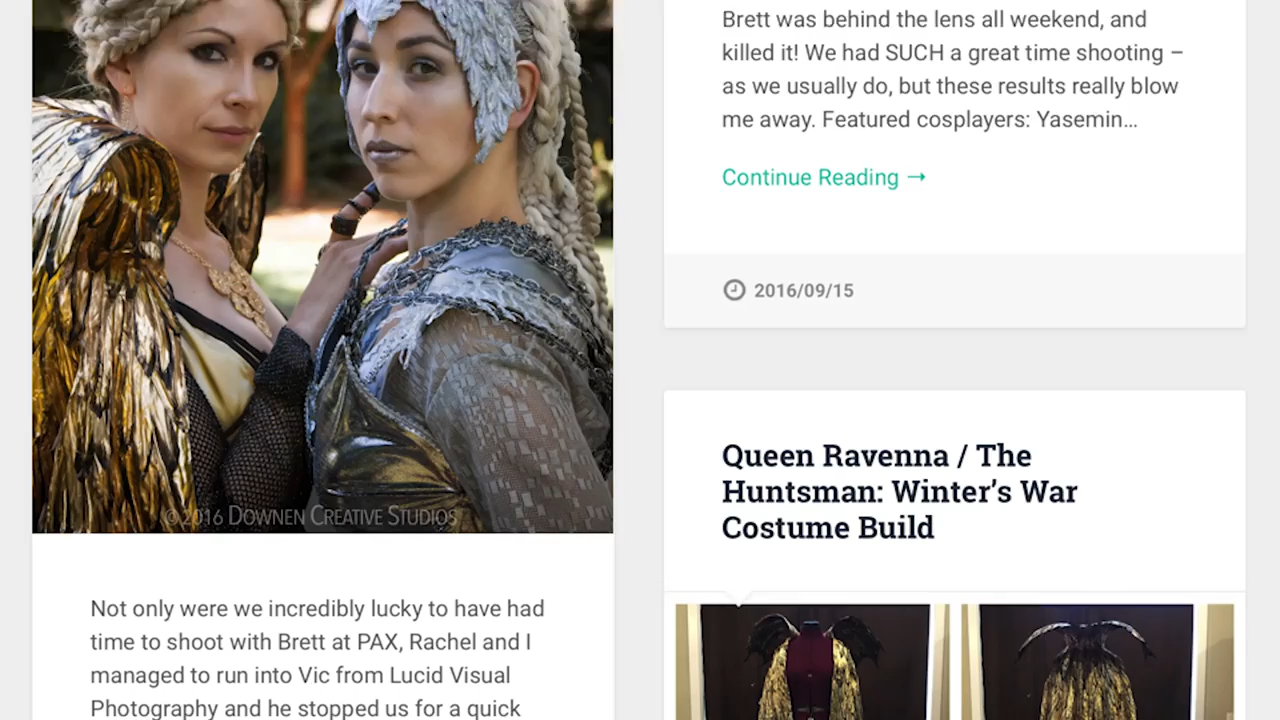 ©2016 DOWNEN CREATIVE STUDIOS
Not only were we incredibly lucky to have had
time to shoot with Brett at PAX, Rachel and I
managed to run into Vic from Lucid Visual
Photography and he stopped us for a quick
Brett was behind the lens all weekend, and
killed it! We had SUCH a great time shooting –
as we usually do, but these results really blow
me away. Featured cosplayers: Yasemin…
Continue Reading →
2016/09/15
Queen Ravenna / The
Huntsman: Winter’s War
Costume Build